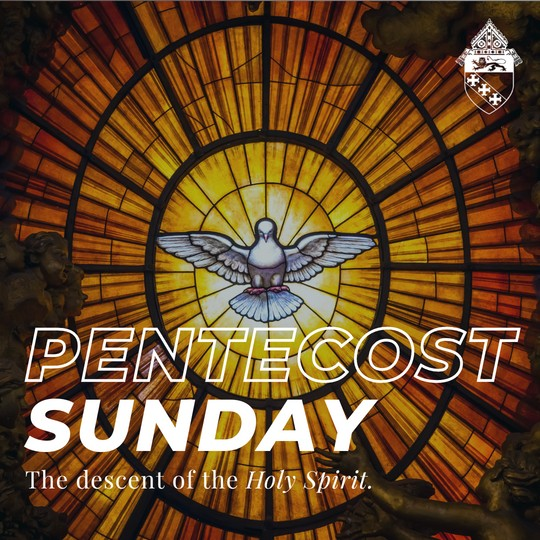 PENTECOST
SUNDAY
The descent of the Holy Spirit.